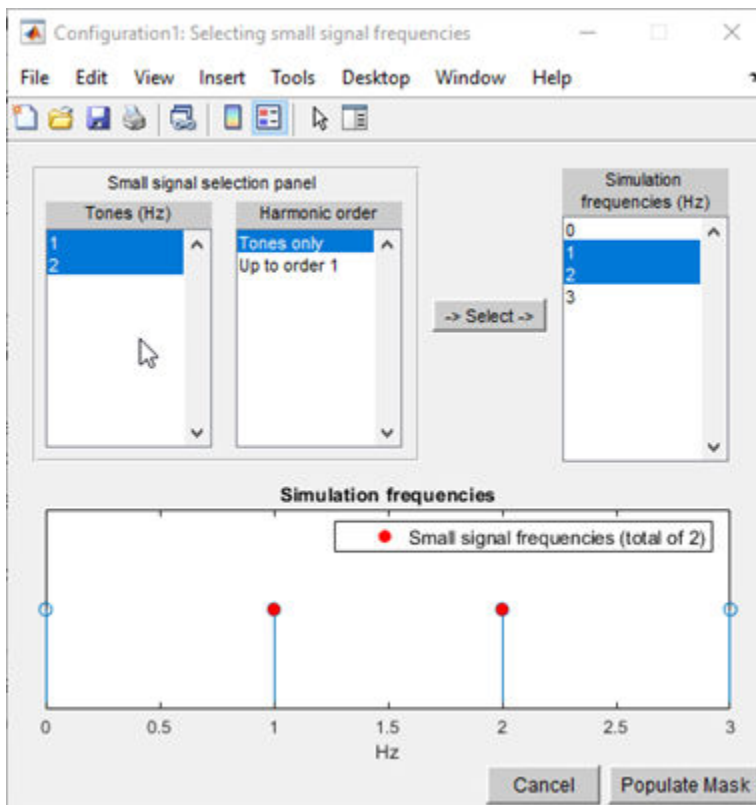 Configuration1: Selecting small signal frequencies
File Edit View Insert Tools Desktop Window Help
Small signal selection panel
Tones (Hz)
1
2
Harmonic order
Tones only
Up to order 1
-> Select ->
Simulation
frequencies (Hz)
0
1
2
3
Simulation frequencies
Small signal frequencies (total of 2)
0 0.5 1 1.5 2 2.5 3
Hz
Cancel Populate Mask